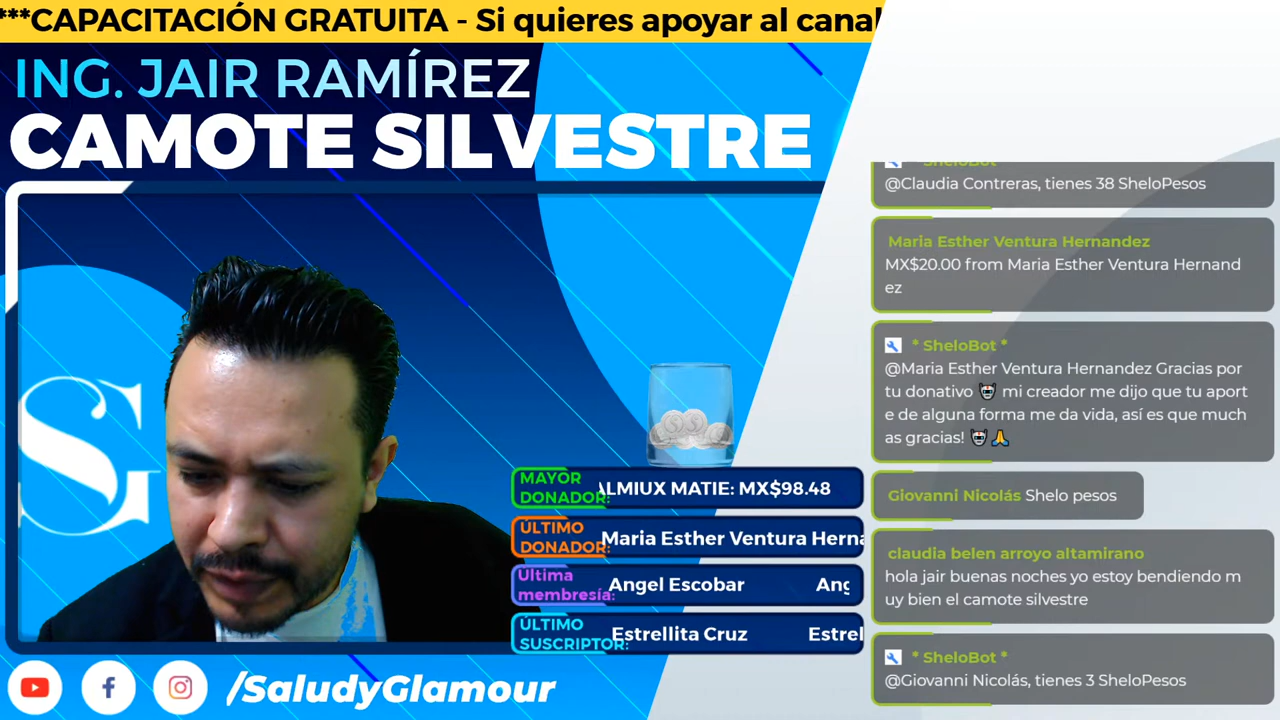 ***CAPACITACIÓN GRATUITA - Si quieres apoyar al canal
ING. JAIR RAMÍREZ
CAMOTE SILVESTRE
S
MAYOR
DONADOR:
LMIUX MATIE: MX$98.48
ÚLTIMO
DONADOR:
Maria Esther Ventura Herna
Última
membresía:
Angel Escobar
Ang
ÚLTIMO
SUSCRIPTOR:
Estrellita Cruz
Estrel
/SaludyGlamour
* SheloBot *
@Claudia Contreras, tienes 38 SheloPesos
Maria Esther Ventura Hernandez
MX$20.00 from Maria Esther Ventura Hernand
ez
* SheloBot *
@Maria Esther Ventura Hernandez Gracias por
tu donativo mi creador me dijo que tu aport
e de alguna forma me da vida, así es que much
as gracias!
Giovanni Nicolás Shelo pesos
claudia belen arroyo altamirano
hola jair buenas noches yo estoy bendiendo m
uy bien el camote silvestre
* SheloBot *
@Giovanni Nicolás, tienes 3 SheloPesos